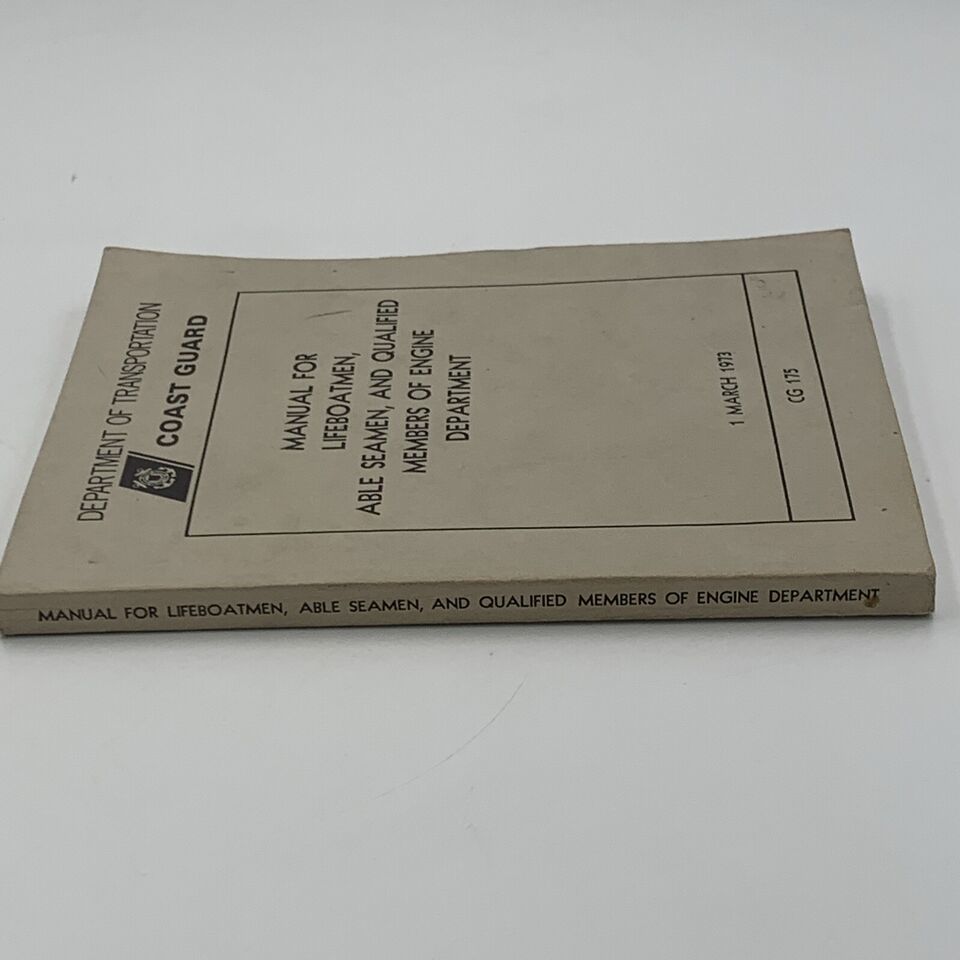 DEPARTMENT OF TRANSPORTATION
COAST GUARD
MANUAL FOR
LIFEBOATMEN,
ABLE SEAMEN, AND QUALIFIED
MEMBERS OF ENGINE
DEPARTMENT
1 MARCH 1973
CG 175
MANUAL FOR LIFEBOATMEN, ABLE SEAMEN, AND QUALIFIED MEMBERS OF ENGINE DEPARTMENT